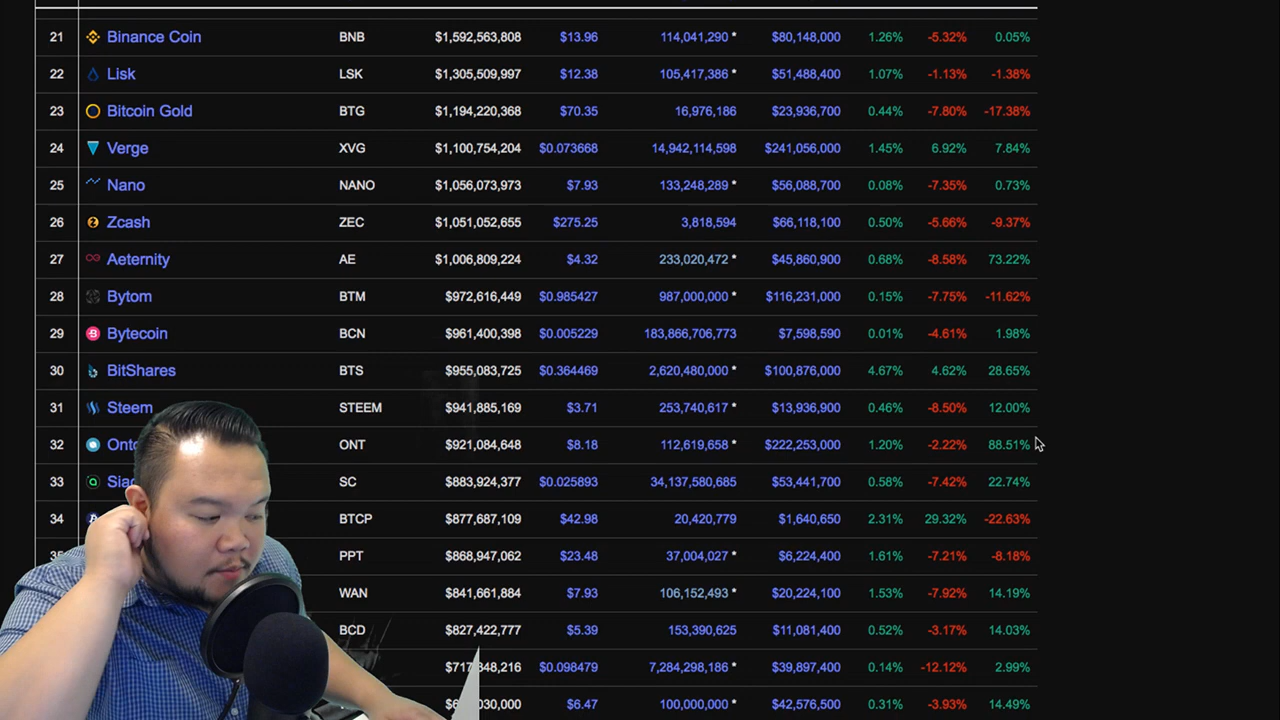 21 Binance Coin BNB $1,592,563,808 $13.96 114,041,290 * $80,148,000 1.26% -5.32% 0.05%
22 Lisk LSK $1,305,509,997 $12.38 105,417,386 * $51,488,400 1.07% -1.13% -1.38%
23 Bitcoin Gold BTG $1,194,220,368 $70.35 16,976,186 $23,936,700 0.44% -7.80% -17.38%
24 Verge XVG $1,100,754,204 $0.073668 14,942,114,598 $241,056,000 1.45% 6.92% 7.84%
25 Nano NANO $1,056,073,973 $7.93 133,248,289 * $56,088,700 0.08% -7.35% 0.73%
26 Zcash ZEC $1,051,052,655 $275.25 3,818,594 $66,118,100 0.50% -5.66% -9.37%
27 Aeternity AE $1,006,809,224 $4.32 233,020,472 * $45,860,900 0.68% -8.58% 73.22%
28 Bytom BTM $972,616,449 $0.985427 987,000,000 * $116,231,000 0.15% -7.75% -11.62%
29 Bytecoin BCN $961,400,398 $0.005229 183,866,706,773 $7,598,590 0.01% -4.61% 1.98%
30 BitShares BTS $955,083,725 $0.364469 2,620,480,000 * $100,876,000 4.67% 4.62% 28.65%
31 Steem STEEM $941,885,169 $3.71 253,740,617 * $13,936,900 0.46% -8.50% 12.00%
32 ONT $921,084,648 $8.18 112,619,658 * $222,253,000 1.20% -2.22% 88.51%
33 SC $883,924,377 $0.025893 34,137,580,685 $53,441,700 0.58% -7.42% 22.74%
34 BTCP $877,687,109 $42.98 20,420,779 $1,640,650 2.31% 29.32% -22.63%
35 PPT $868,947,062 $23.48 37,004,027 * $6,224,400 1.61% -7.21% -8.18%
WAN $841,661,884 $7.93 106,152,493 * $20,224,100 1.53% -7.92% 14.19%
BCD $827,422,777 $5.39 153,390,625 $11,081,400 0.52% -3.17% 14.03%
$0.098479 7,284,298,186 * $39,897,400 0.14% -12.12% 2.99%
$6.47 100,000,000 * $42,576,500 0.31% -3.93% 14.49%